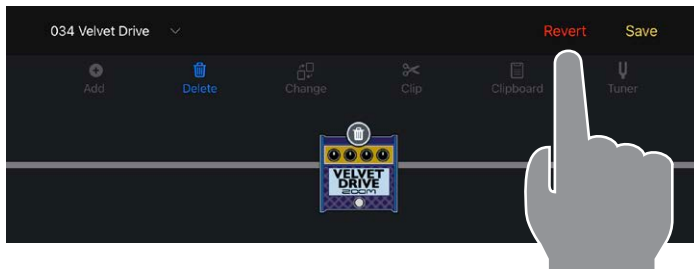 034 Velvet Drive
Revert
Save
Add
Delete
Change
Clip
Clipboard
Tuner
VELVET
DRIVE
ZOOM